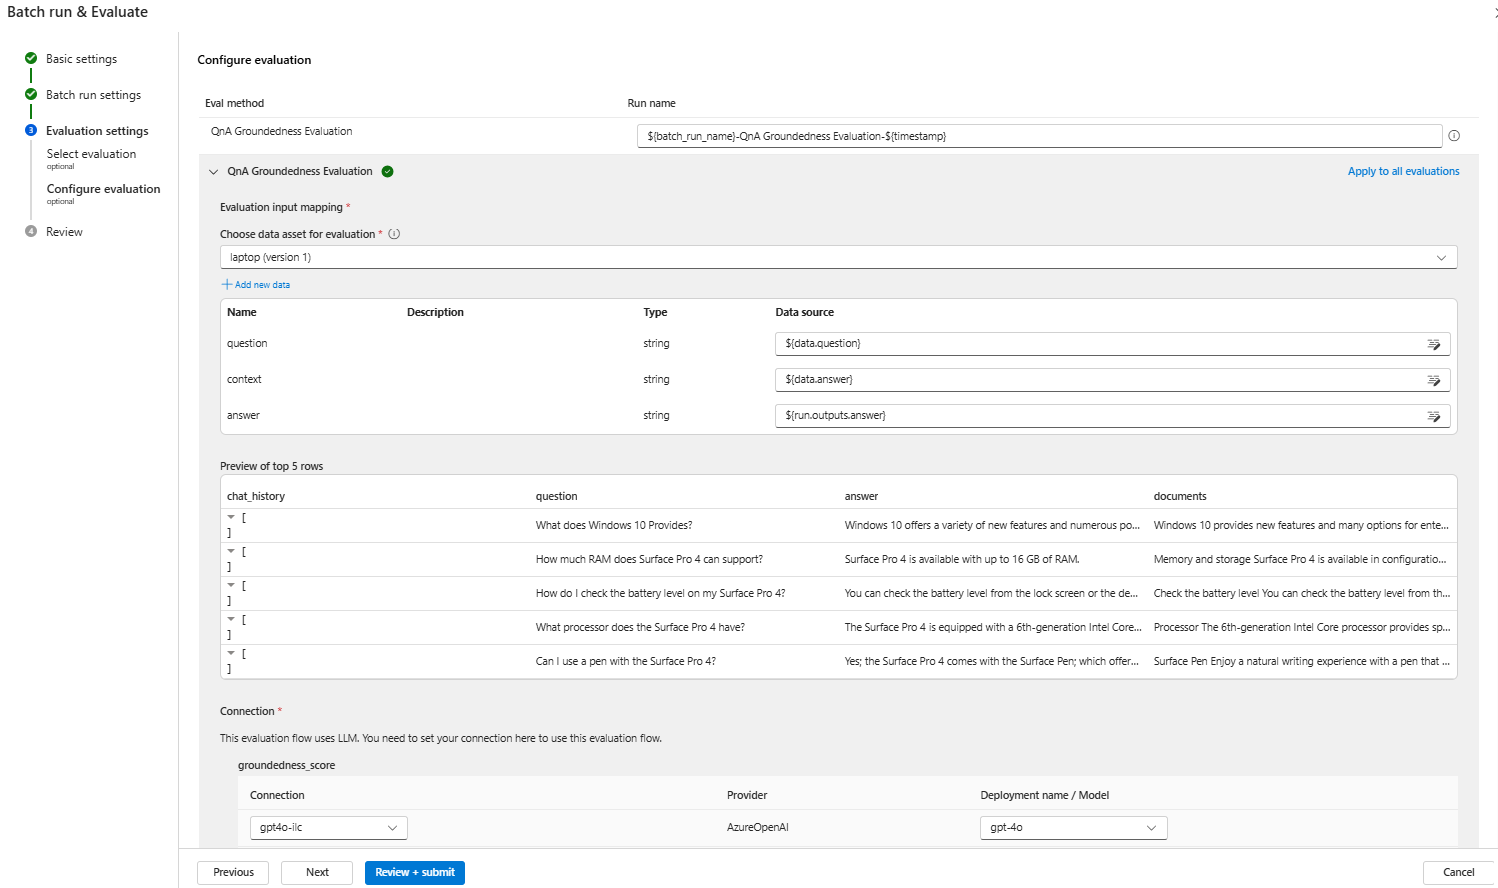 Batch run & Evaluate
Basic settings
Batch run settings
3 Evaluation settings
Select evaluation
optional
Configure evaluation
optional
4 Review
Configure evaluation
Eval method Run name
QnA Groundedness Evaluation ${batch_run_name}-QnA Groundedness Evaluation-${timestamp}
QnA Groundedness Evaluation Apply to all evaluations
Evaluation input mapping *
Choose data asset for evaluation *
laptop (version 1)
+ Add new data
Name Description Type Data source
question string ${data.question}
context string ${data.answer}
answer string ${run.outputs.answer}
Preview of top 5 rows
chat_history question answer documents
[ ] What does Windows 10 Provides? Windows 10 offers a variety of new features and numerous po... Windows 10 provides new features and many options for ente...
[ ] How much RAM does Surface Pro 4 can support? Surface Pro 4 is available with up to 16 GB of RAM. Memory and storage Surface Pro 4 is available in configuratio...
[ ] How do I check the battery level on my Surface Pro 4? You can check the battery level from the lock screen or the de... Check the battery level You can check the battery level from th...
[ ] What processor does the Surface Pro 4 have? The Surface Pro 4 is equipped with a 6th-generation Intel Core... Processor The 6th-generation Intel Core processor provides sp...
[ ] Can I use a pen with the Surface Pro 4? Yes; the Surface Pro 4 comes with the Surface Pen; which offer... Surface Pen Enjoy a natural writing experience with a pen that ...
Connection *
This evaluation flow uses LLM. You need to set your connection here to use this evaluation flow.
groundedness_score
Connection Provider Deployment name / Model
gpt4o-ilc AzureOpenAI gpt-4o
Previous Next Review + submit Cancel